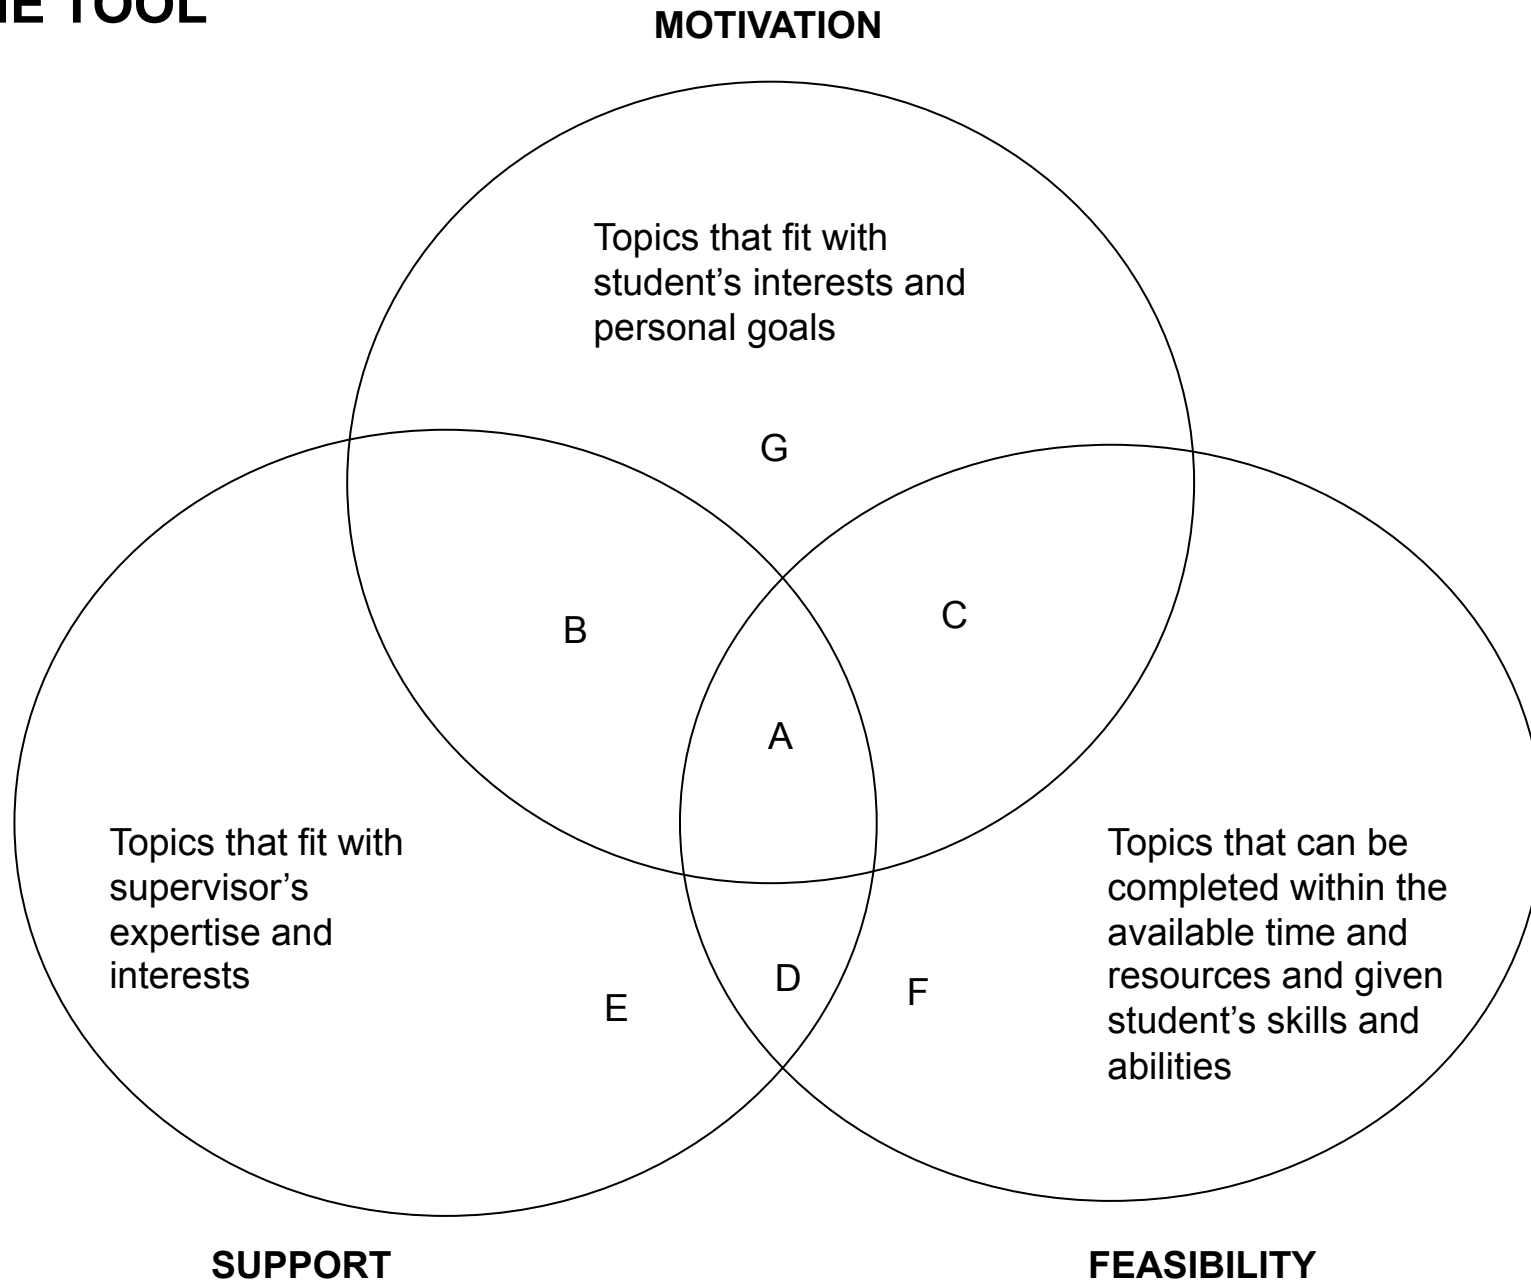 TOOL
MOTIVATION
Topics that fit with
student’s interests and
personal goals
G
B
C
A
Topics that fit with
supervisor’s
expertise and
interests
Topics that can be
completed within the
available time and
resources and given
student’s skills and
abilities
E
D
F
SUPPORT
FEASIBILITY